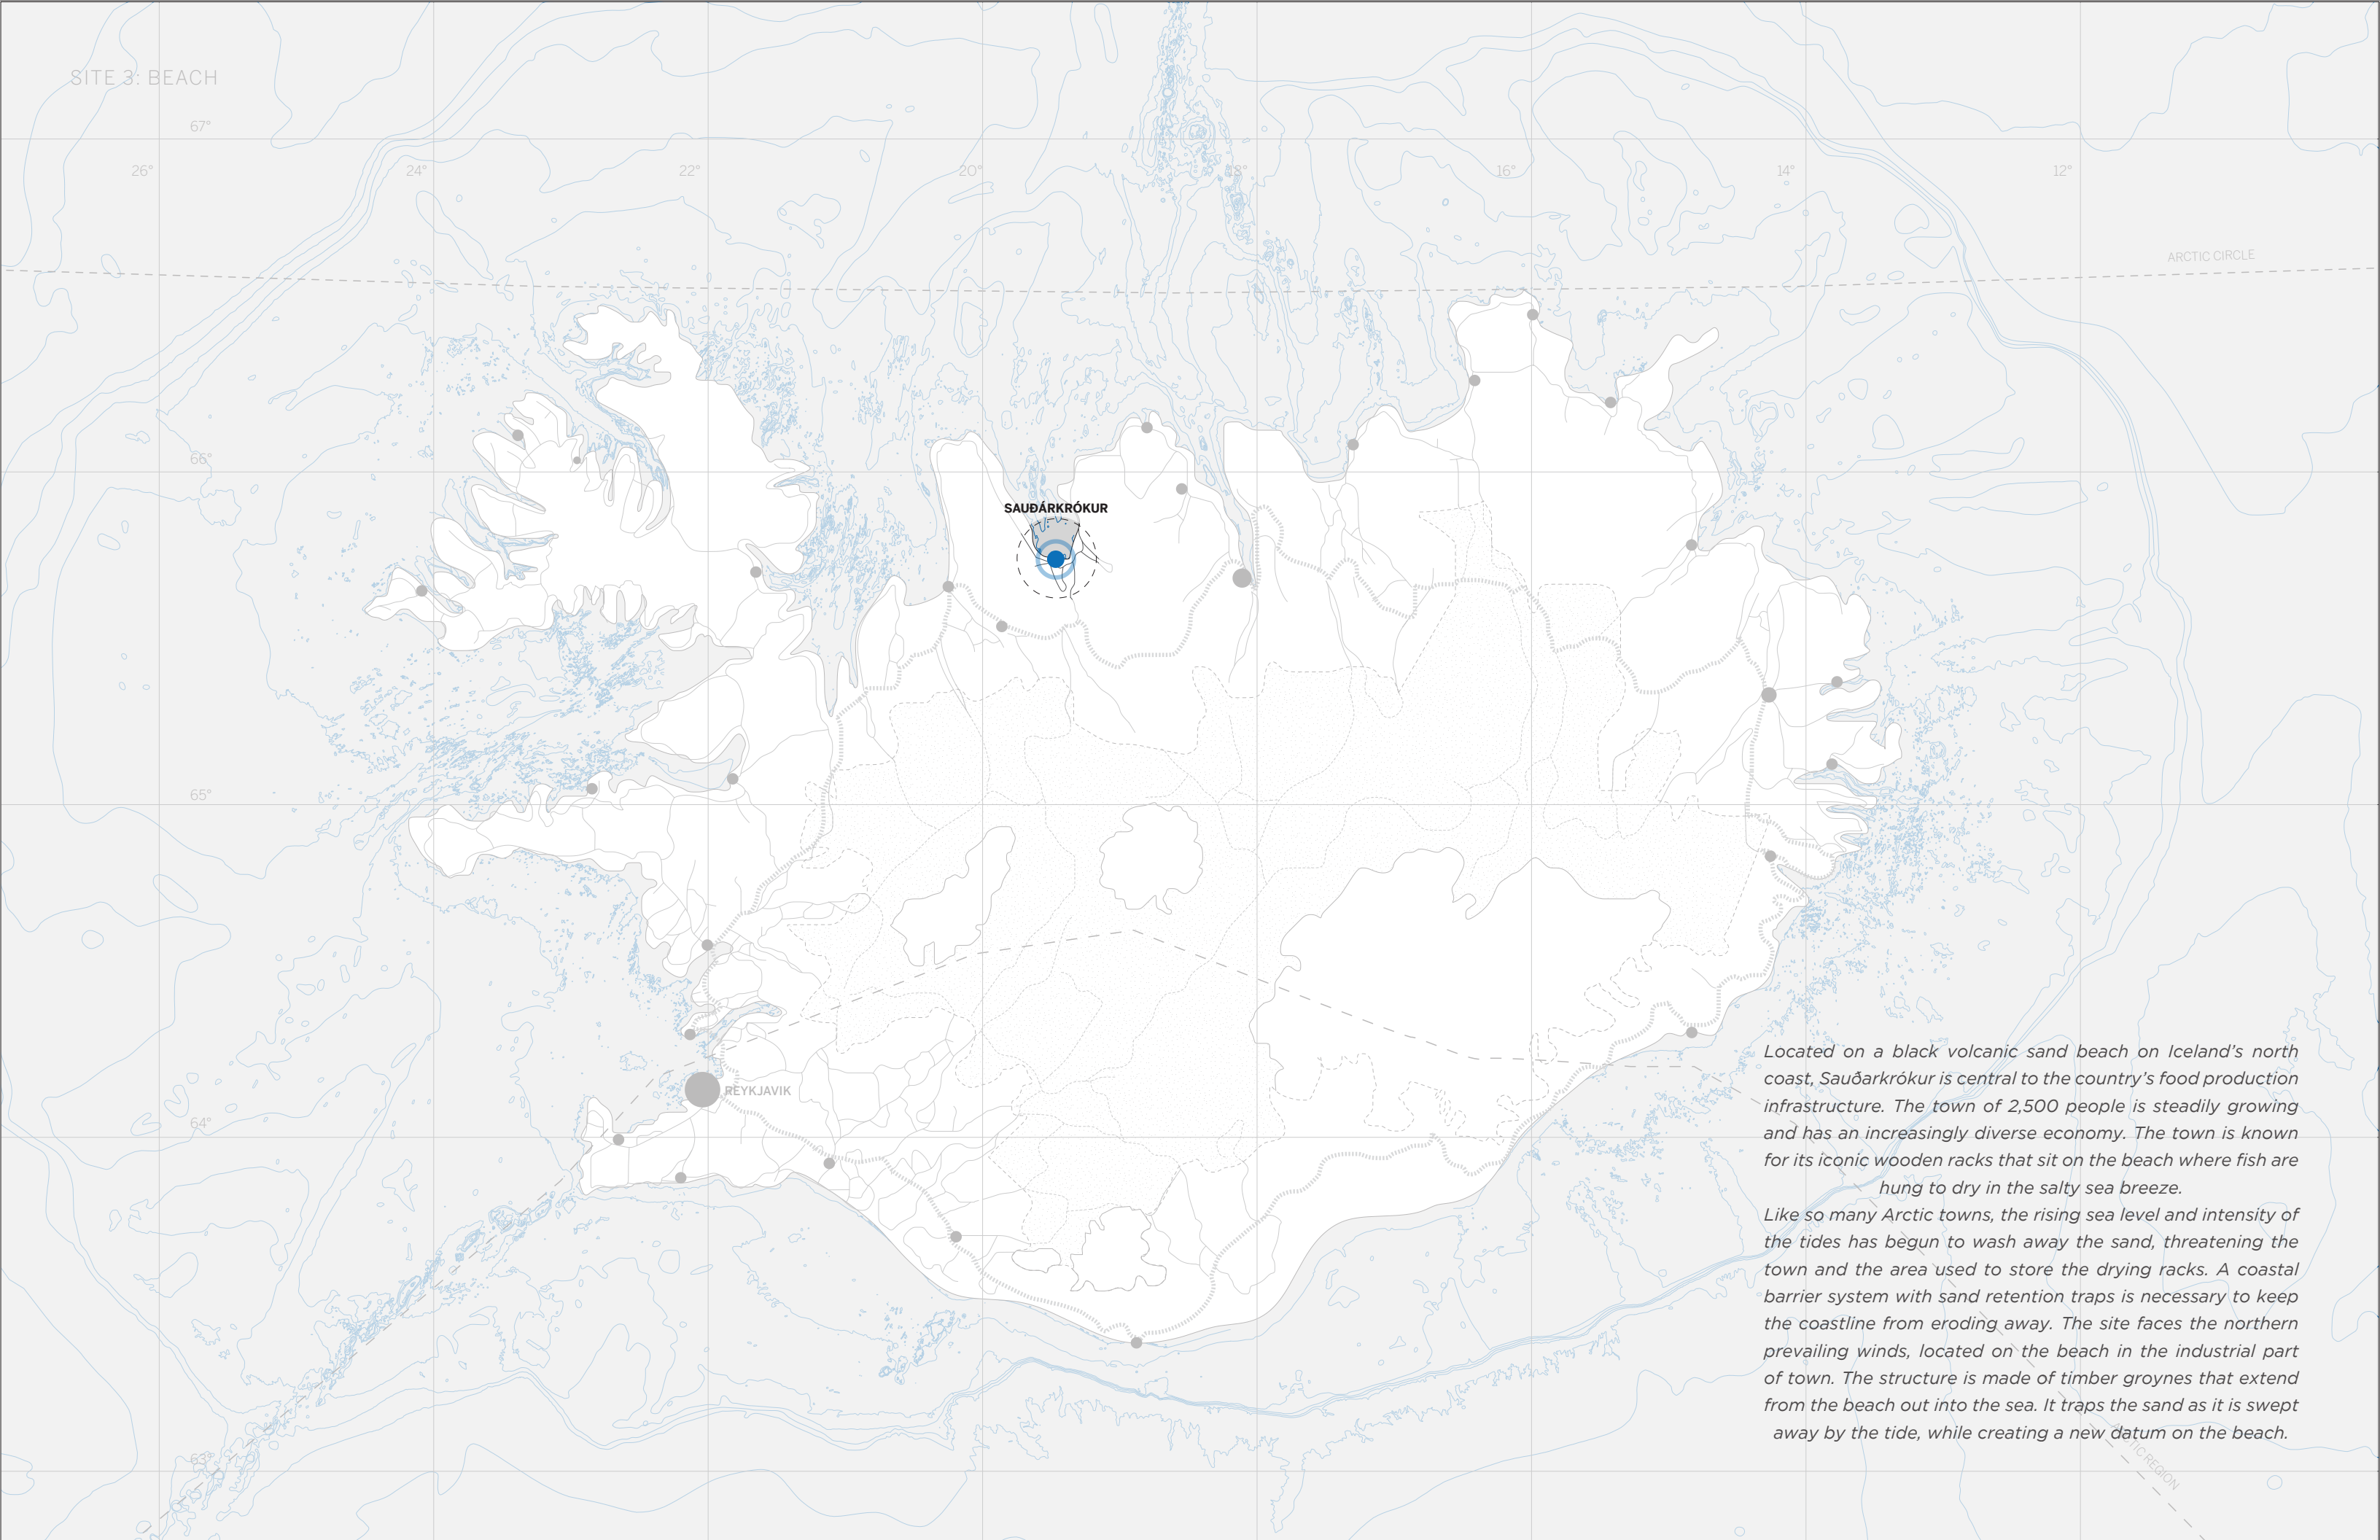 SITE 3: BEACH
67°
26°
24°
22°
20°
18°
16°
14°
12°
ARCTIC CIRCLE
66°
SAUÐÁRKRÓKUR
65°
REYKJAVIK
64°
Located on a black volcanic sand beach on Iceland's north
coast, Sauðarkrókur is central to the country's food production
infrastructure. The town of 2,500 people is steadily growing
and has an increasingly diverse economy. The town is known
for its iconic wooden racks that sit on the beach where fish are
hung to dry in the salty sea breeze.
Like so many Arctic towns, the rising sea level and intensity of
the tides has begun to wash away the sand, threatening the
town and the area used to store the drying racks. A coastal
barrier system with sand retention traps is necessary to keep
the coastline from eroding away. The site faces the northern
prevailing winds, located on the beach in the industrial part
of town. The structure is made of timber groynes that extend
from the beach out into the sea. It traps the sand as it is swept
away by the tide, while creating a new datum on the beach.
63°
ARCTIC REGION